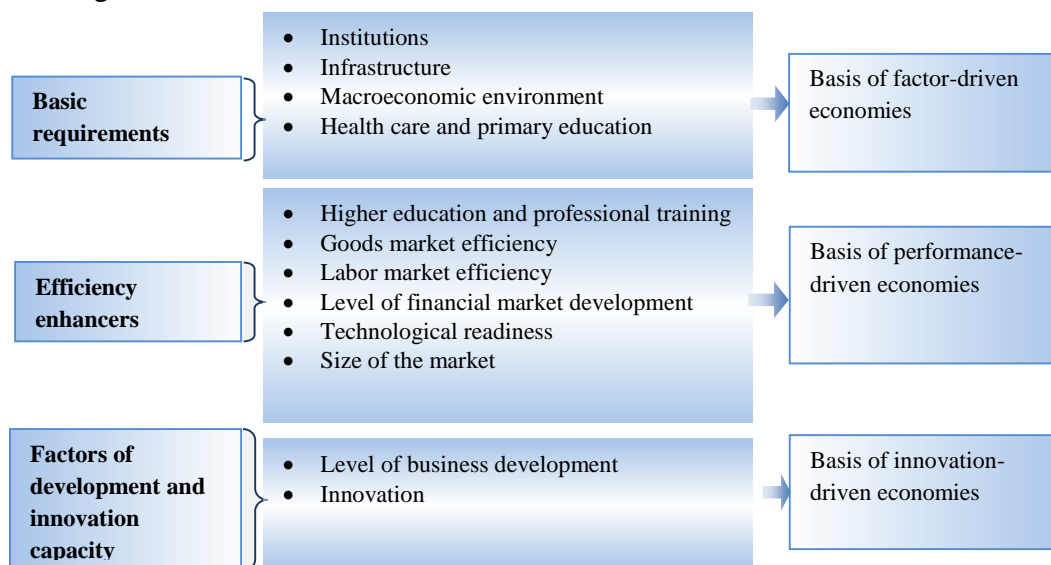 Basic
requirements
• Institutions
• Infrastructure
• Macroeconomic environment
• Health care and primary education
Basis of factor-driven
economies
Efficiency
enhancers
• Higher education and professional training
• Goods market efficiency
• Labor market efficiency
• Level of financial market development
• Technological readiness
• Size of the market
Basis of performance-
driven economies
Factors of
development and
innovation
capacity
• Level of business development
• Innovation
Basis of innovation-
driven economies